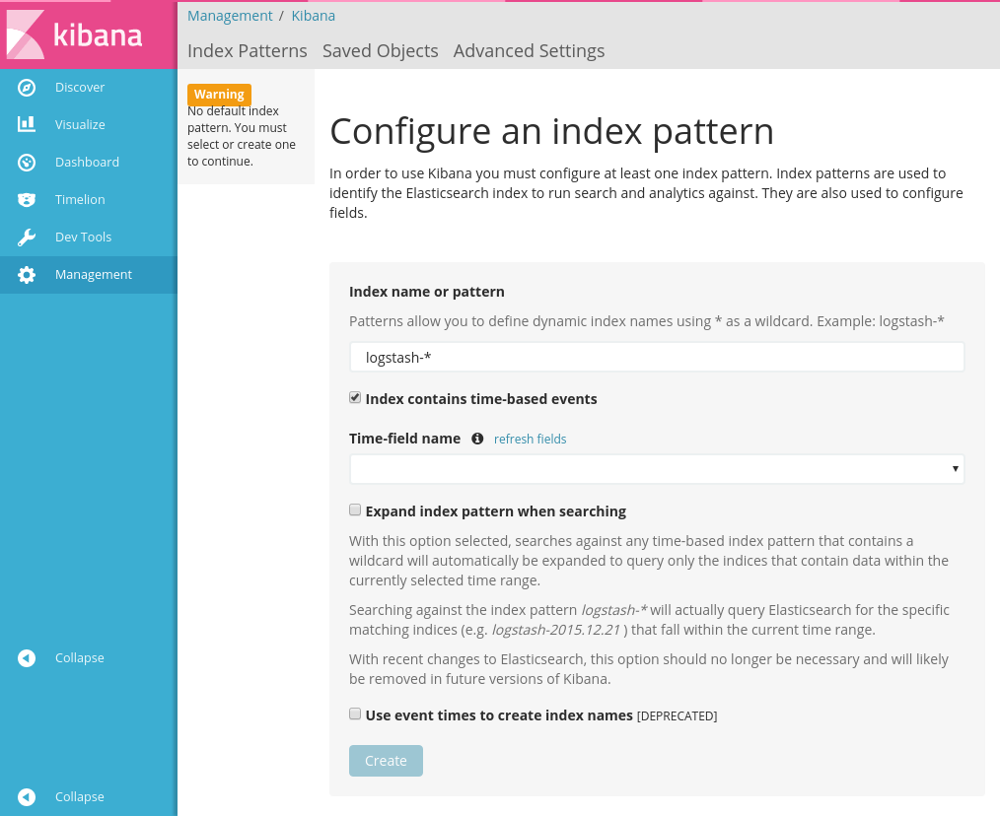 kibana
Discover
Visualize
Dashboard
Timelion
Dev Tools
Management
Collapse
Collapse
Management / Kibana
Index Patterns Saved Objects Advanced Settings
Warning
No default index
pattern. You must
select or create one
to continue.
Configure an index pattern
In order to use Kibana you must configure at least one index pattern. Index patterns are used to
identify the Elasticsearch index to run search and analytics against. They are also used to configure
fields.
Index name or pattern
Patterns allow you to define dynamic index names using * as a wildcard. Example: logstash-*
logstash-*
Index contains time-based events
Time-field name refresh fields
Expand index pattern when searching
With this option selected, searches against any time-based index pattern that contains a
wildcard will automatically be expanded to query only the indices that contain data within the
currently selected time range.
Searching against the index pattern logstash-* will actually query Elasticsearch for the specific
matching indices (e.g. logstash-2015.12.21 ) that fall within the current time range.
With recent changes to Elasticsearch, this option should no longer be necessary and will likely
be removed in future versions of Kibana.
Use event times to create index names [DEPRECATED]
Create